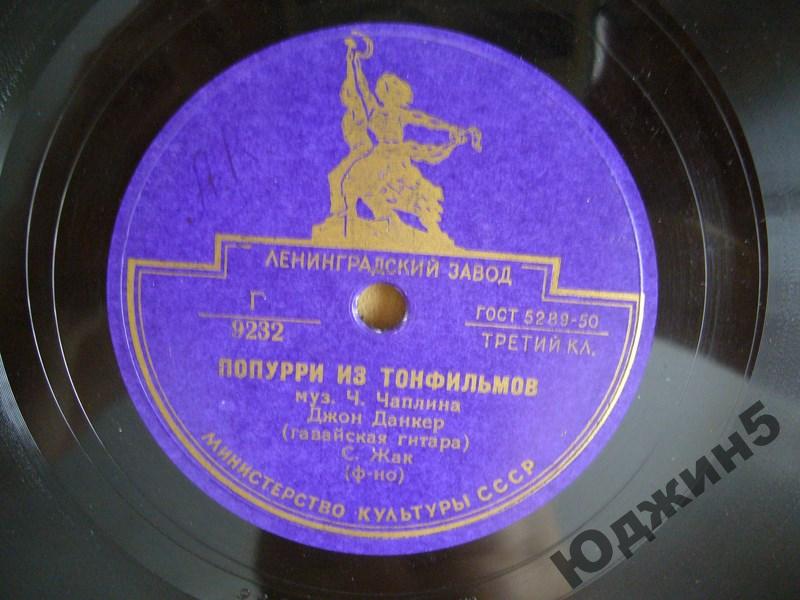 АК
ЛЕНИНГРАДСКИЙ ЗАВОД
Г
9232
ГОСТ 5289-50
ТРЕТИЙ КЛ.
ПОПУРРИ ИЗ ТОНФИЛЬМОВ
муз. Ч. Чаплина
Джон Данкер
(гавайская гитара)
С. Жак
(ф-но)
МИНИСТЕРСТВО КУЛЬТУРЫ СССР
Юджин5